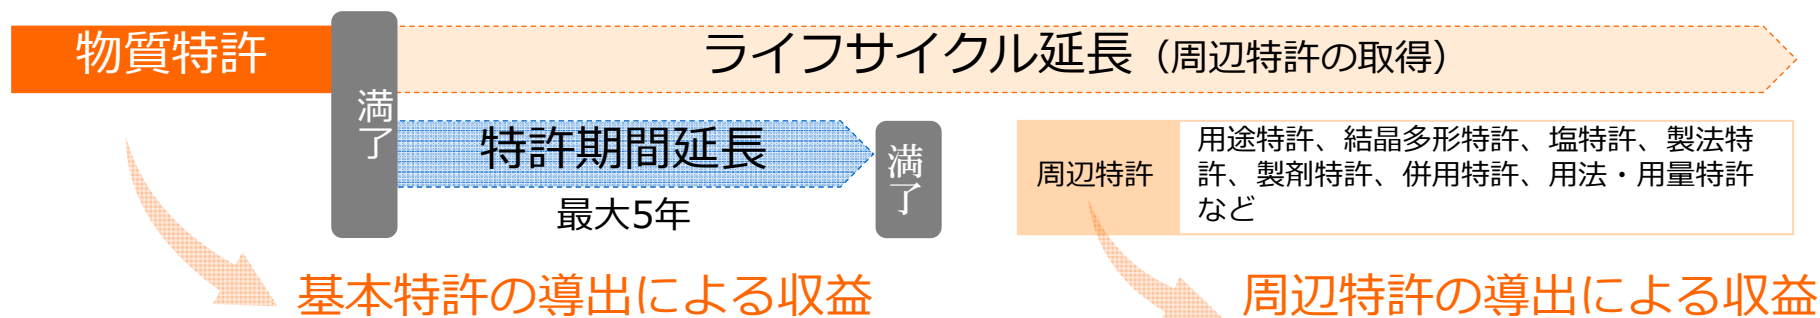 物質特許
満了
ライフサイクル延長（周辺特許の取得）
特許期間延長
最大5年
満了
周辺特許
用途特許、結晶多形特許、塩特許、製法特
許、製剤特許、併用特許、用法・用量特許
など
基本特許の導出による収益
周辺特許の導出による収益